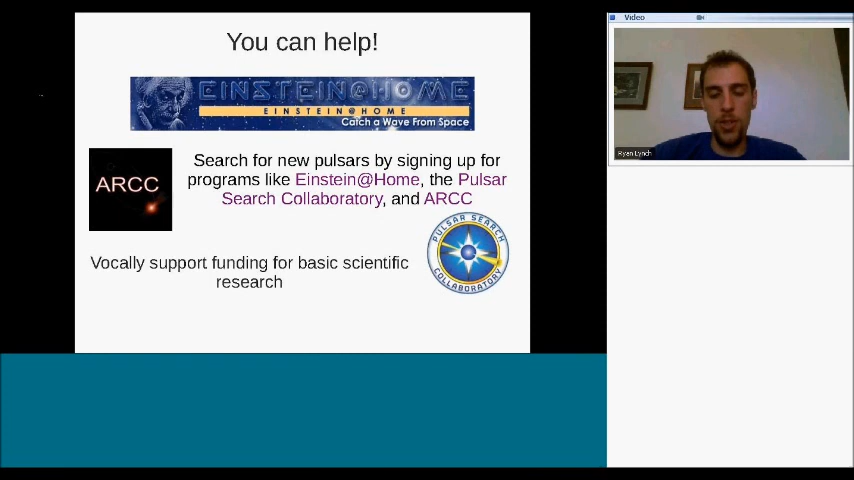 You can help!
EINSTEIN@HOME
EINSTEIN@HOME
Catch a Wave From Space
ARCC
Search for new pulsars by signing up for
programs like Einstein@Home, the Pulsar
Search Collaboratory, and ARCC
PULSAR SEARCH
COLLABORATORY
Vocally support funding for basic scientific
research
Video
Ryan Lynch